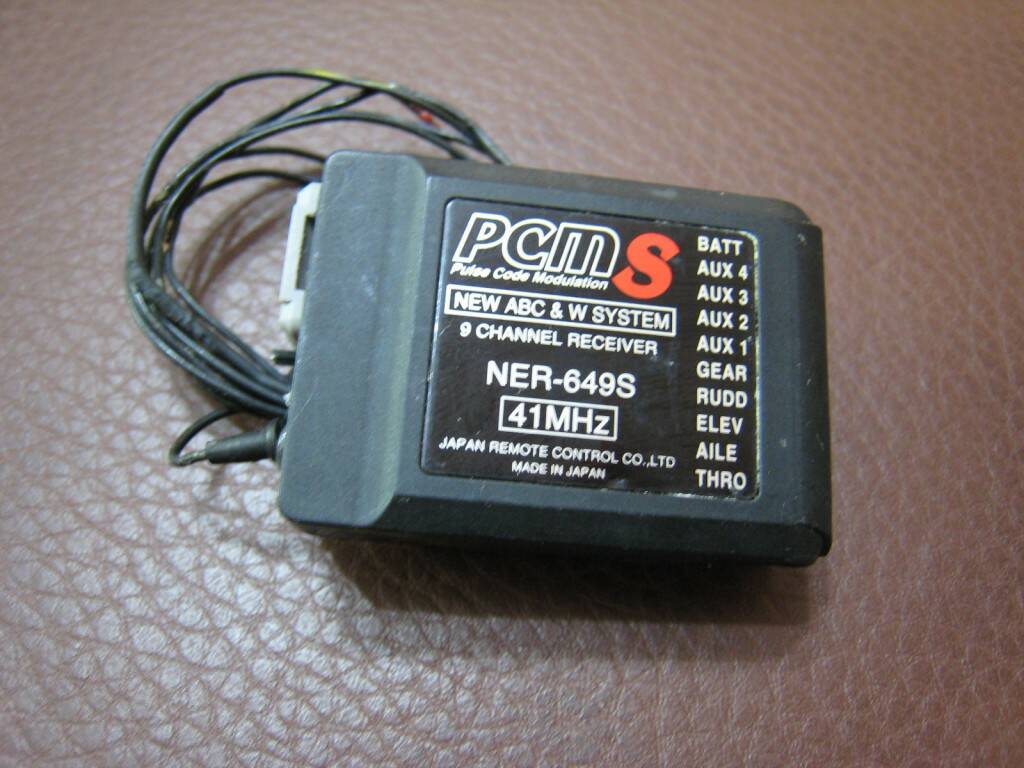 PCM S
Pulse Code Modulation
NEW ABC & W SYSTEM
9 CHANNEL RECEIVER
NER-649S
41MHz
JAPAN REMOTE CONTROL CO.,LTD
MADE IN JAPAN
BATT
AUX 4
AUX 3
AUX 2
AUX 1
GEAR
RUDD
ELEV
AILE
THRO